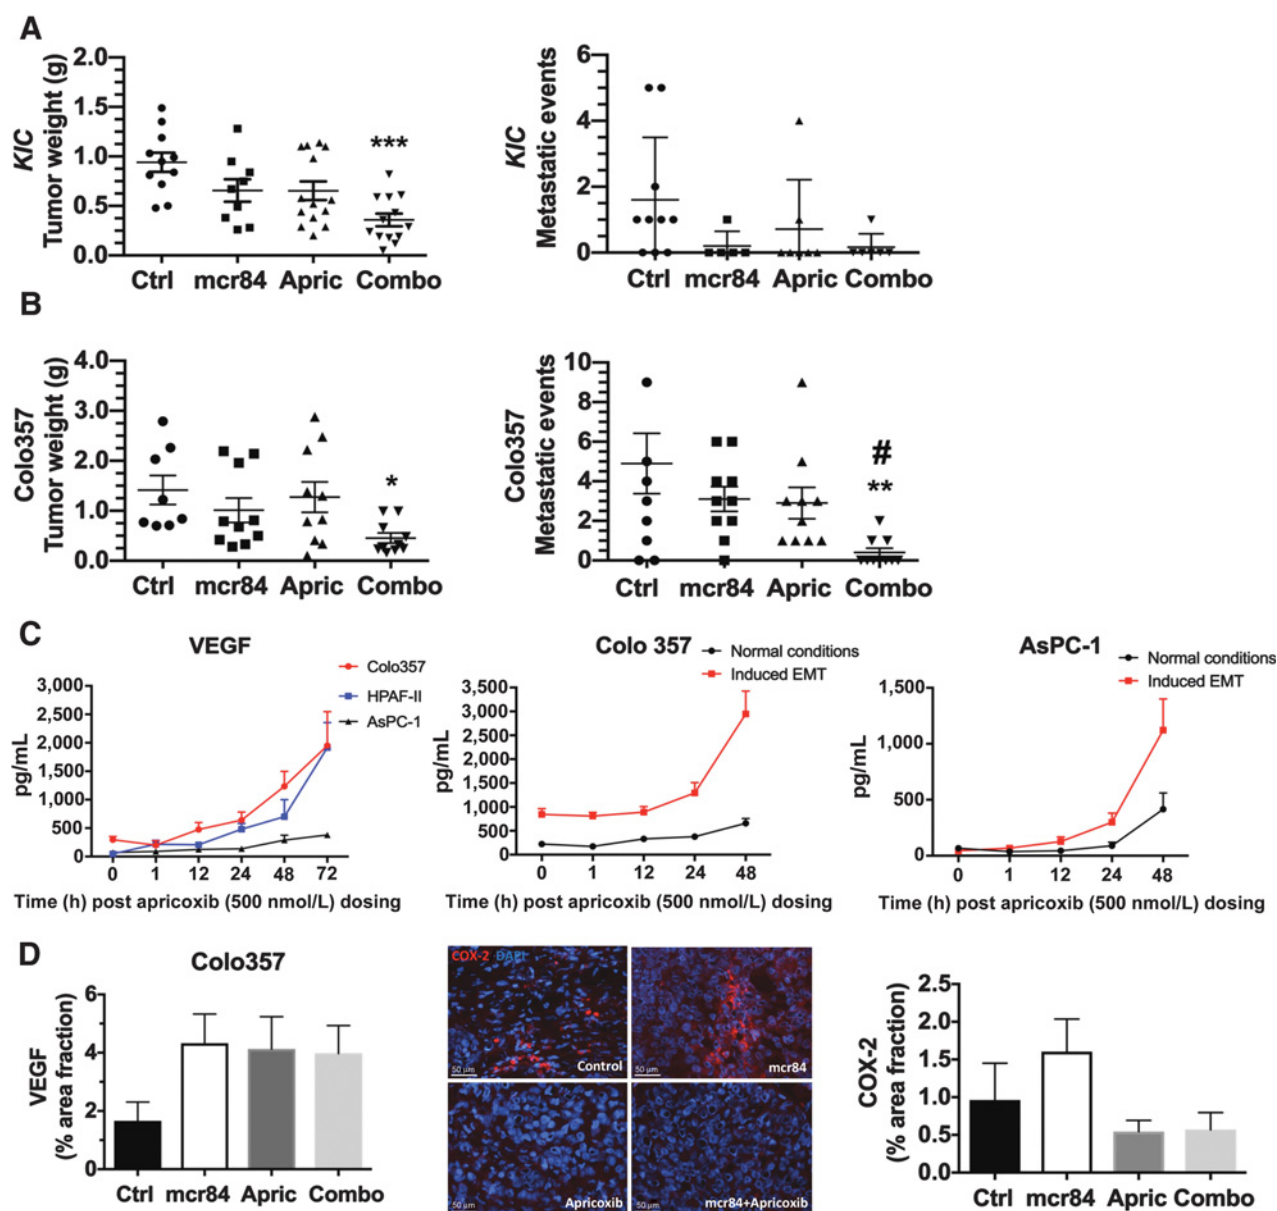 A
KIC
Tumor weight (g)
2.0
1.5
1.0
0.5
0.0
***
Ctrl mcr84 Apric Combo
KIC
Metastatic events
6
4
2
0
Ctrl mcr84 Apric Combo
B
Colo357
Tumor weight (g)
4.0
3.0
2.0
1.0
0.0
*
Ctrl mcr84 Apric Combo
Colo357
Metastatic events
10
8
6
4
2
0
#
**
Ctrl mcr84 Apric Combo
C
VEGF
Colo357
HPAF-II
AsPC-1
pg/mL
3,000
2,500
2,000
1,500
1,000
500
0
0 1 12 24 48 72
Time (h) post apricoxib (500 nmol/L) dosing
Colo 357
Normal conditions
Induced EMT
pg/mL
3,500
3,000
2,500
2,000
1,500
1,000
500
0
0 1 12 24 48
Time (h) post apricoxib (500 nmol/L) dosing
AsPC-1
Normal conditions
Induced EMT
pg/mL
1,500
1,000
500
0
0 1 12 24 48
Time (h) post apricoxib (500 nmol/L) dosing
D
Colo357
VEGF
(% area fraction)
6
4
2
0
Ctrl mcr84 Apric Combo
COX-2 DAPI
50 μm
Control
50 μm
mcr84
50 μm
Apricoxib
50 μm
mcr84+Apricoxib
COX-2
(% area fraction)
2.5
2.0
1.5
1.0
0.5
0.0
Ctrl mcr84 Apric Combo